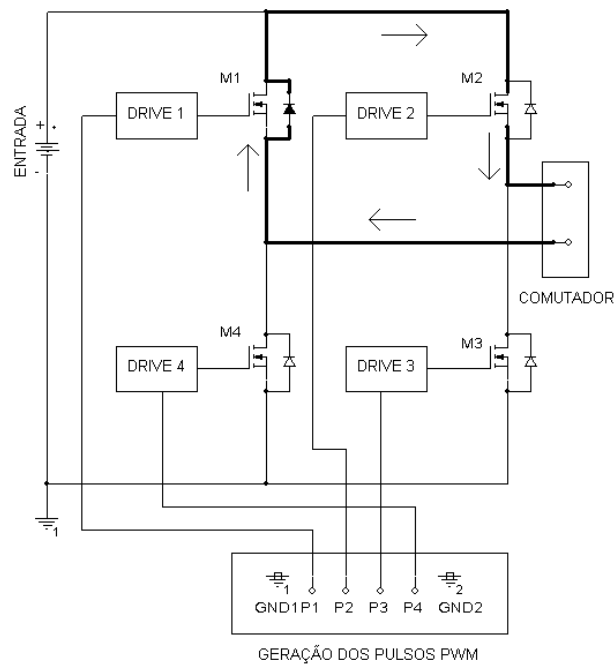 M1
M2
DRIVE 1
DRIVE 2
ENTRADA
+
-
COMUTADOR
M4
M3
DRIVE 4
DRIVE 3
1
1
2
GND1 P1 P2 P3 P4 GND2
GERAÇÃO DOS PULSOS PWM